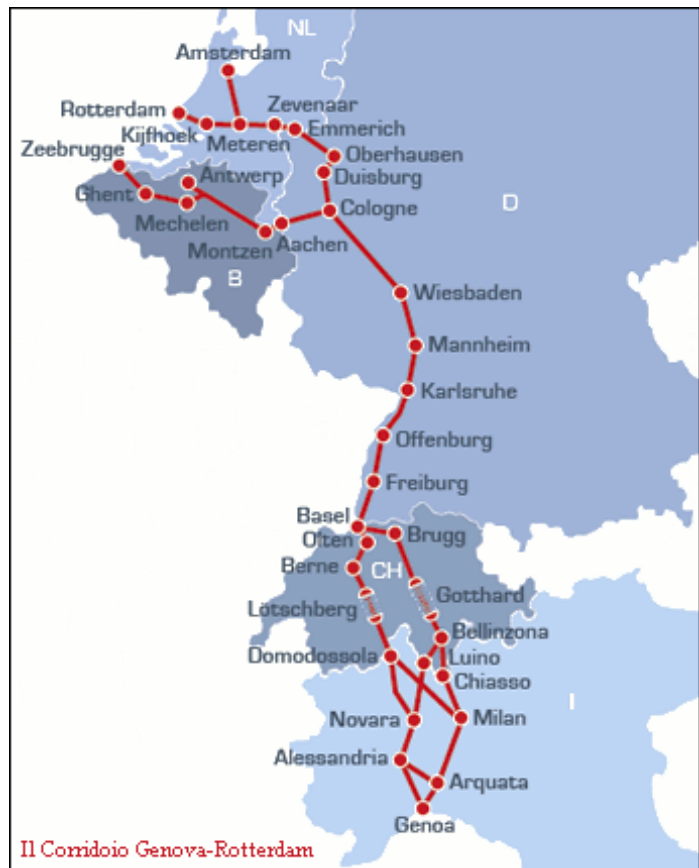 NL
Amsterdam
Rotterdam
Zevenaar
Kijfhoek
Meteren
Emmerich
Zeebrugge
Oberhausen
Antwerp
Duisburg
Ghent
Cologne
D
Mechelen
Aachen
Montzen
B
Wiesbaden
Mannheim
Karlsruhe
Offenburg
Freiburg
Basel
Olten
Brugg
Berne
CH
Lötschberg
Gotthard
Bellinzona
Domodossola
Luino
Chiasso
I
Novara
Milan
Alessandria
Arquata
Genoa
Il Corridoio Genova-Rotterdam